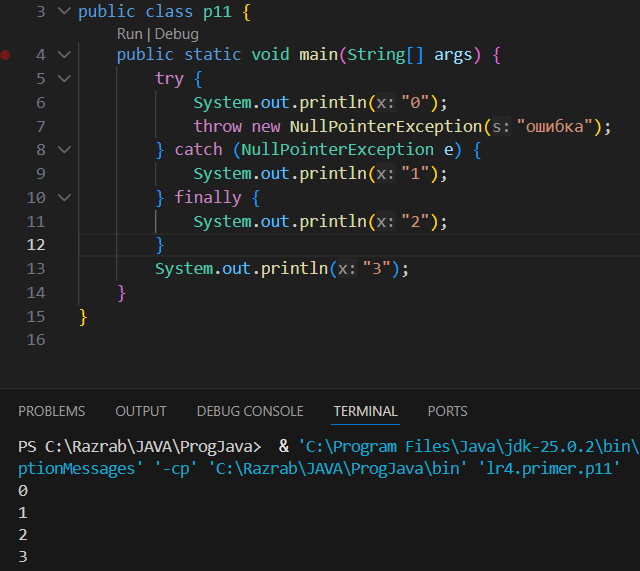 3 public class p11 {
Run | Debug
4 public static void main(String[] args) {
5 try {
6 System.out.println(x: "0");
7 throw new NullPointerException(s: "ошибка");
8 } catch (NullPointerException e) {
9 System.out.println(x: "1");
10 } finally {
11 System.out.println(x: "2");
12 }
13 System.out.println(x: "3");
14 }
15 }
16
PROBLEMS OUTPUT DEBUG CONSOLE TERMINAL PORTS
PS C:\Razrab\JAVA\ProgJava> & 'C:\Program Files\Java\jdk-25.0.2\bin\
ptionMessages' '-cp' 'C:\Razrab\JAVA\ProgJava\bin' 'lr4.primer.p11'
0
1
2
3